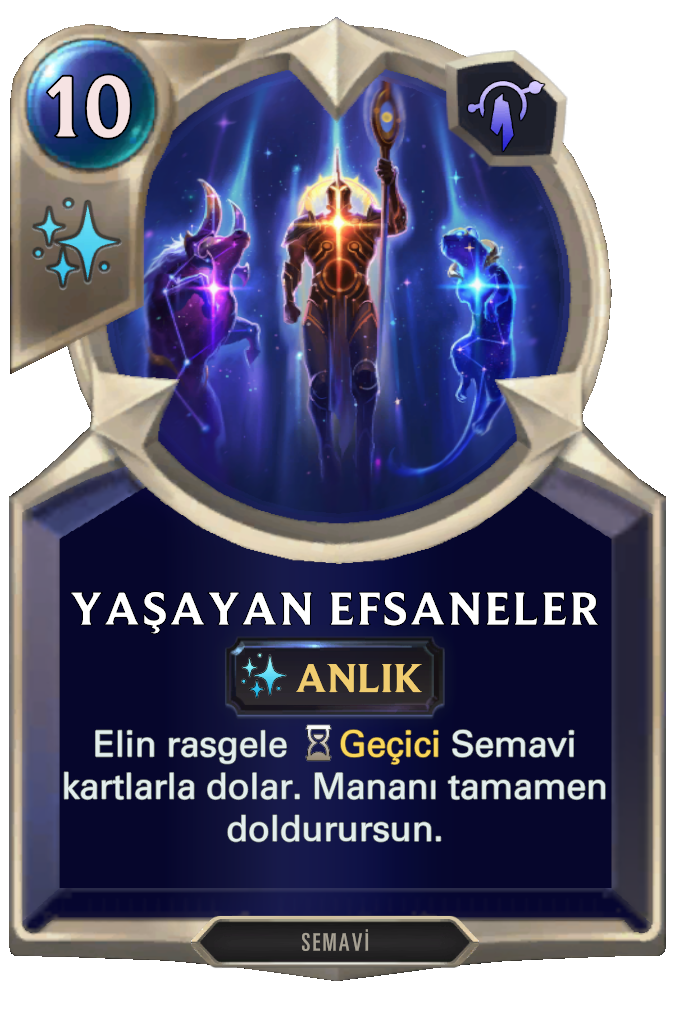 10
YAŞAYAN EFSANELER
ANLIK
Elin rasgele Geçici Semavi
kartlarla dolar. Mananı tamamen
doldurursun.
SEMAVİ